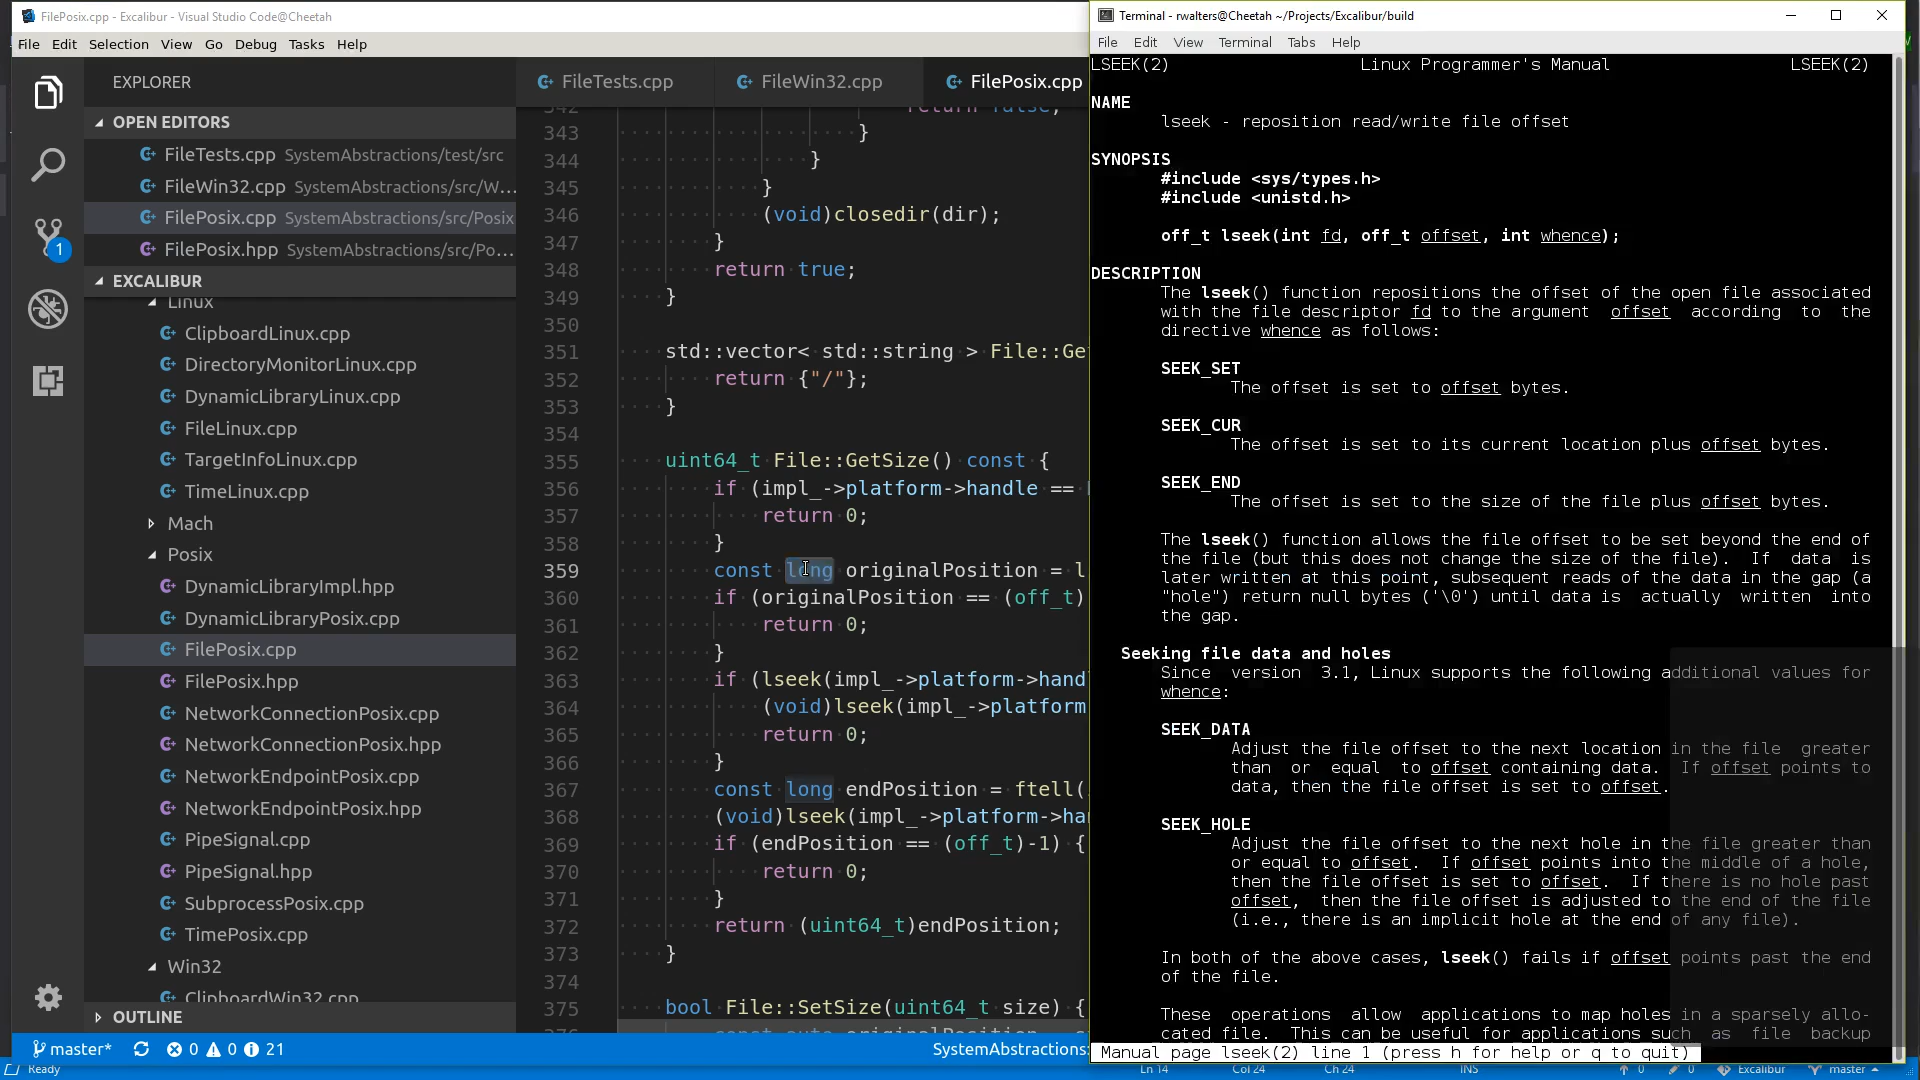 FilePosix.cpp - Excalibur - Visual Studio Code@Cheetah
File Edit Selection View Go Debug Tasks Help
EXPLORER
OPEN EDITORS
FileTests.cpp SystemAbstractions/test/src
FileWin32.cpp SystemAbstractions/src/W...
FilePosix.cpp SystemAbstractions/src/Posix
FilePosix.hpp SystemAbstractions/src/Po...
1
EXCALIBUR
Linux
ClipboardLinux.cpp
DirectoryMonitorLinux.cpp
DynamicLibraryLinux.cpp
FileLinux.cpp
TargetInfoLinux.cpp
TimeLinux.cpp
Mach
Posix
DynamicLibraryImpl.hpp
DynamicLibraryPosix.cpp
FilePosix.cpp
FilePosix.hpp
NetworkConnectionPosix.cpp
NetworkConnectionPosix.hpp
NetworkEndpointPosix.cpp
NetworkEndpointPosix.hpp
PipeSignal.cpp
PipeSignal.hpp
SubprocessPosix.cpp
TimePosix.cpp
Win32
ClipboardWin32.cpp
OUTLINE
FileTests.cpp FileWin32.cpp FilePosix.cpp
342 return false;
343 }
344 }
345 }
346 (void)closedir(dir);
347 }
348 return true;
349 }
350
351 std::vector< std::string > File::Ge
352 return {"/"};
353 }
354
355 uint64_t File::GetSize() const {
356 if (impl_->platform->handle ==
357 return 0;
358 }
359 const long originalPosition = l
360 if (originalPosition == (off_t)
361 return 0;
362 }
363 if (lseek(impl_->platform->hand
364 (void)lseek(impl_->platform
365 return 0;
366 }
367 const long endPosition = ftell(
368 (void)lseek(impl_->platform->ha
369 if (endPosition == (off_t)-1) {
370 return 0;
371 }
372 return (uint64_t)endPosition;
373 }
374
375 bool File::SetSize(uint64_t size) {
376 const auto originalPosition
master* 0 0 21 SystemAbstractions:
Terminal - rwalters@Cheetah ~/Projects/Excalibur/build
File Edit View Terminal Tabs Help
LSEEK(2) Linux Programmer's Manual LSEEK(2)
NAME
lseek - reposition read/write file offset
SYNOPSIS
#include <sys/types.h>
#include <unistd.h>
off_t lseek(int fd, off_t offset, int whence);
DESCRIPTION
The lseek() function repositions the offset of the open file associated
with the file descriptor fd to the argument offset according to the
directive whence as follows:
SEEK_SET
The offset is set to offset bytes.
SEEK_CUR
The offset is set to its current location plus offset bytes.
SEEK_END
The offset is set to the size of the file plus offset bytes.
The lseek() function allows the file offset to be set beyond the end of
the file (but this does not change the size of the file). If data is
later written at this point, subsequent reads of the data in the gap (a
"hole") return null bytes ('\0') until data is actually written into
the gap.
Seeking file data and holes
Since version 3.1, Linux supports the following additional values for
whence:
SEEK_DATA
Adjust the file offset to the next location in the file greater
than or equal to offset containing data. If offset points to
data, then the file offset is set to offset.
SEEK_HOLE
Adjust the file offset to the next hole in the file greater than
or equal to offset. If offset points into the middle of a hole,
then the file offset is set to offset. If there is no hole past
offset, then the file offset is adjusted to the end of the file
(i.e., there is an implicit hole at the end of any file).
In both of the above cases, lseek() fails if offset points past the end
of the file.
These operations allow applications to map holes in a sparsely allo-
cated file. This can be useful for applications such as file backup
Manual page lseek(2) line 1 (press h for help or q to quit)
Ready Ln 14 Col 24 Ch 24 INS 0 0 Excalibur master